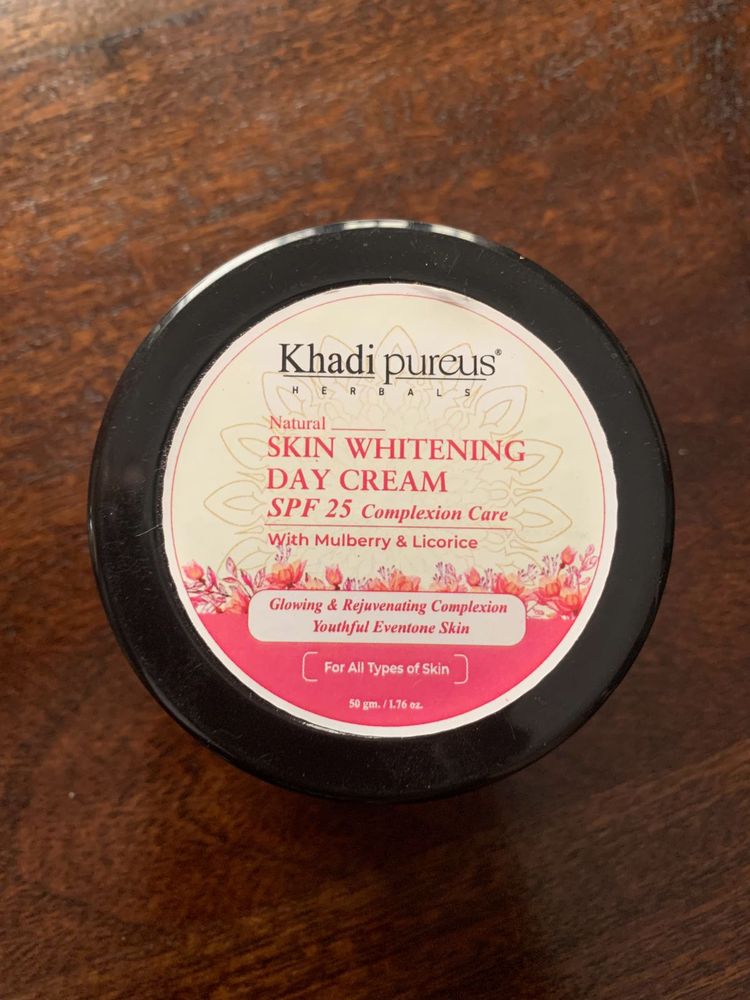 Khadi pureus®
HERBALS
Natural
SKIN WHITENING
DAY CREAM
SPF 25 Complexion Care
With Mulberry & Licorice
Glowing & Rejuvenating Complexion
Youthful Eventone Skin
For All Types of Skin
50 gm. / 1.76 oz.